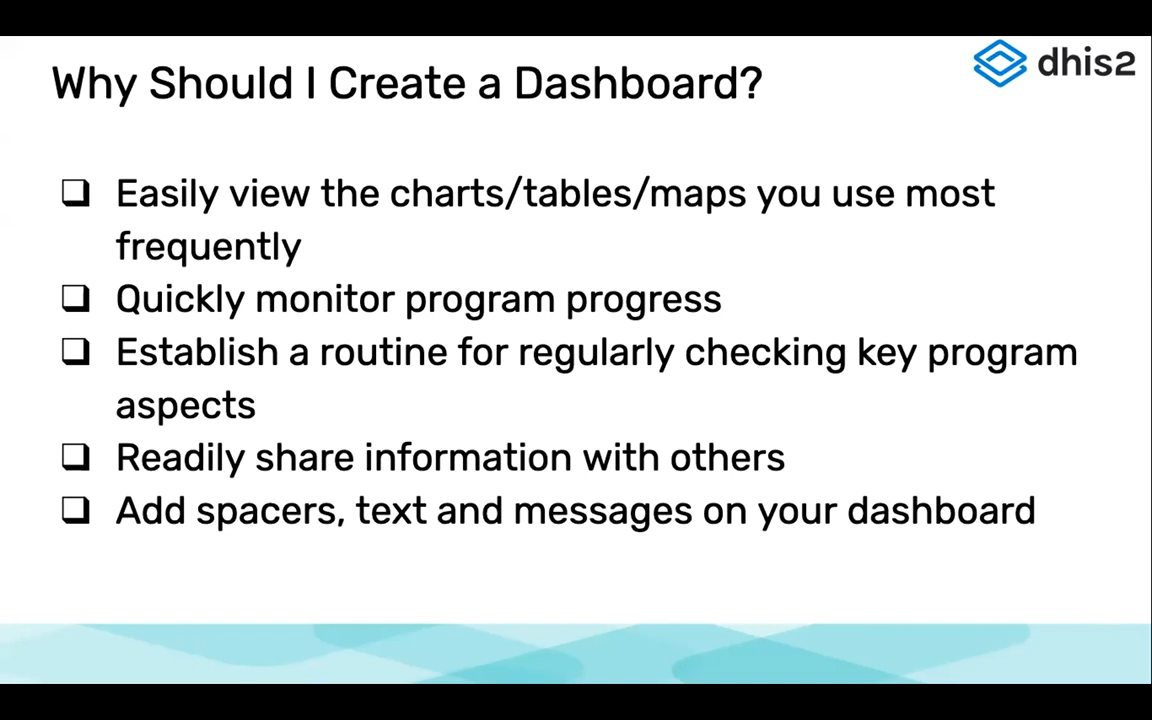 Why Should I Create a Dashboard?
dhis2
❑ Easily view the charts/tables/maps you use most
frequently
❑ Quickly monitor program progress
❑ Establish a routine for regularly checking key program
aspects
❑ Readily share information with others
❑ Add spacers, text and messages on your dashboard